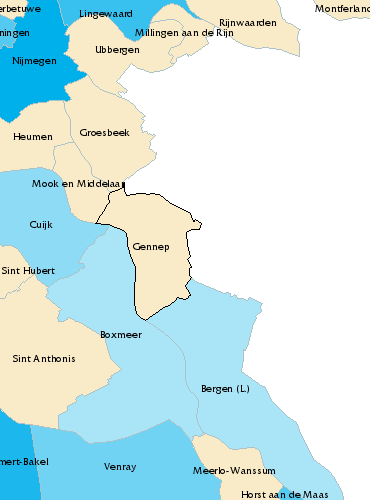 erbetuwe
Lingewaard
Montferland
Rijnwaarden
ningen
Millingen aan de Rijn
Ubbergen
Nijmegen
Groesbeek
Heumen
Mook en Middelaar
Cuijk
Gennep
Sint Hubert
Boxmeer
Sint Anthonis
Bergen (L)
mert-Bakel
Venray
Meerlo-Wanssum
Horst aan de Maas